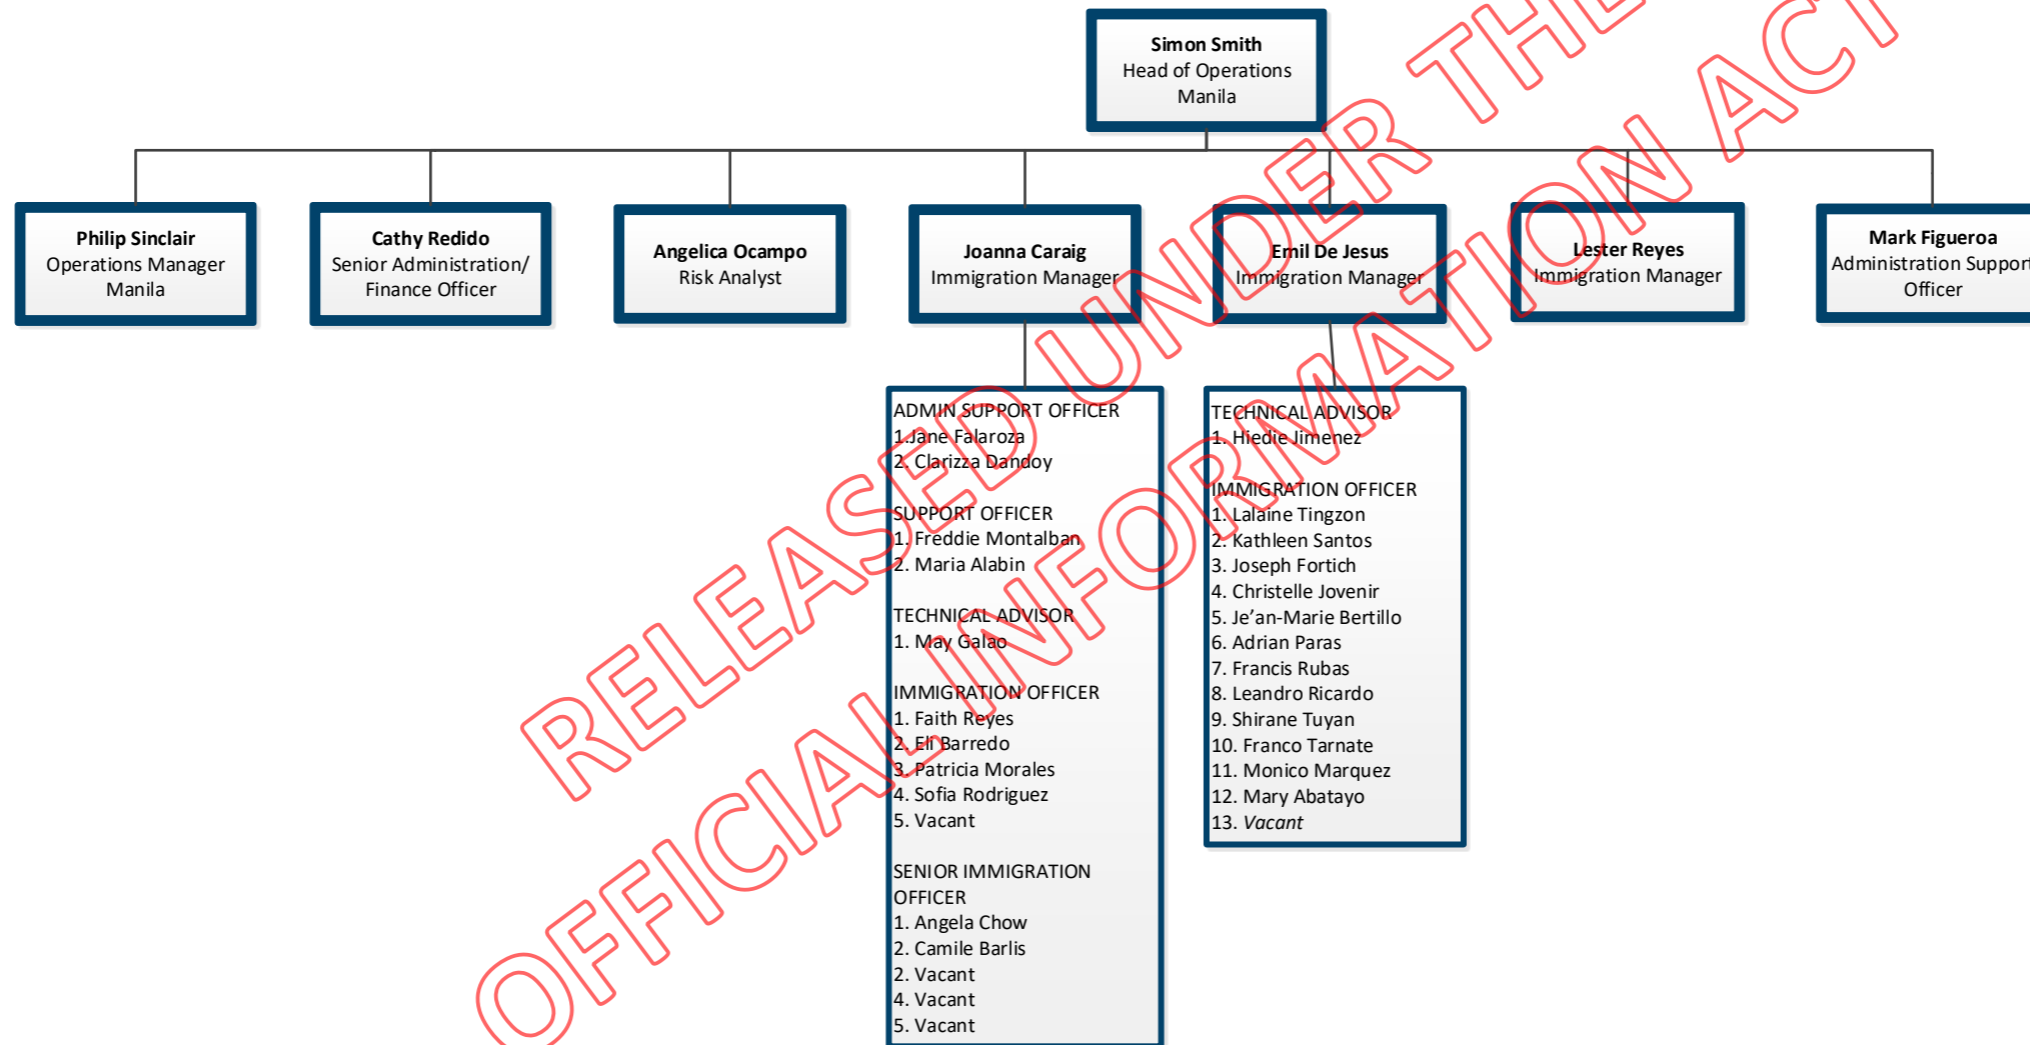 Simon Smith
Head of Operations
Manila
Philip Sinclair
Operations Manager
Manila
Cathy Redido
Senior Administration/
Finance Officer
Angelica Ocampo
Risk Analyst
Joanna Caraig
Immigration Manager
Emil De Jesus
Immigration Manager
Lester Reyes
Immigration Manager
Mark Figueroa
Administration Support
Officer
ADMIN SUPPORT OFFICER
1.Jane Falaroza
2. Clarizza Dandoy
SUPPORT OFFICER
1. Freddie Montalban
2. Maria Alabin
TECHNICAL ADVISOR
1. May Galao
IMMIGRATION OFFICER
1. Faith Reyes
2. Eli Barredo
3. Patricia Morales
4. Sofia Rodriguez
5. Vacant
SENIOR IMMIGRATION
OFFICER
1. Angela Chow
2. Camile Barlis
2. Vacant
4. Vacant
5. Vacant
TECHNICAL ADVISOR
1. Hiedie Jimenez
IMMIGRATION OFFICER
1. Lalaine Tingzon
2. Kathleen Santos
3. Joseph Fortich
4. Christelle Jovenir
5. Je’an-Marie Bertillo
6. Adrian Paras
7. Francis Rubas
8. Leandro Ricardo
9. Shirane Tuyan
10. Franco Tarnate
11. Monico Marquez
12. Mary Abatayo
13. Vacant
RELEASED UNDER THE
OFFICIAL INFORMATION ACT